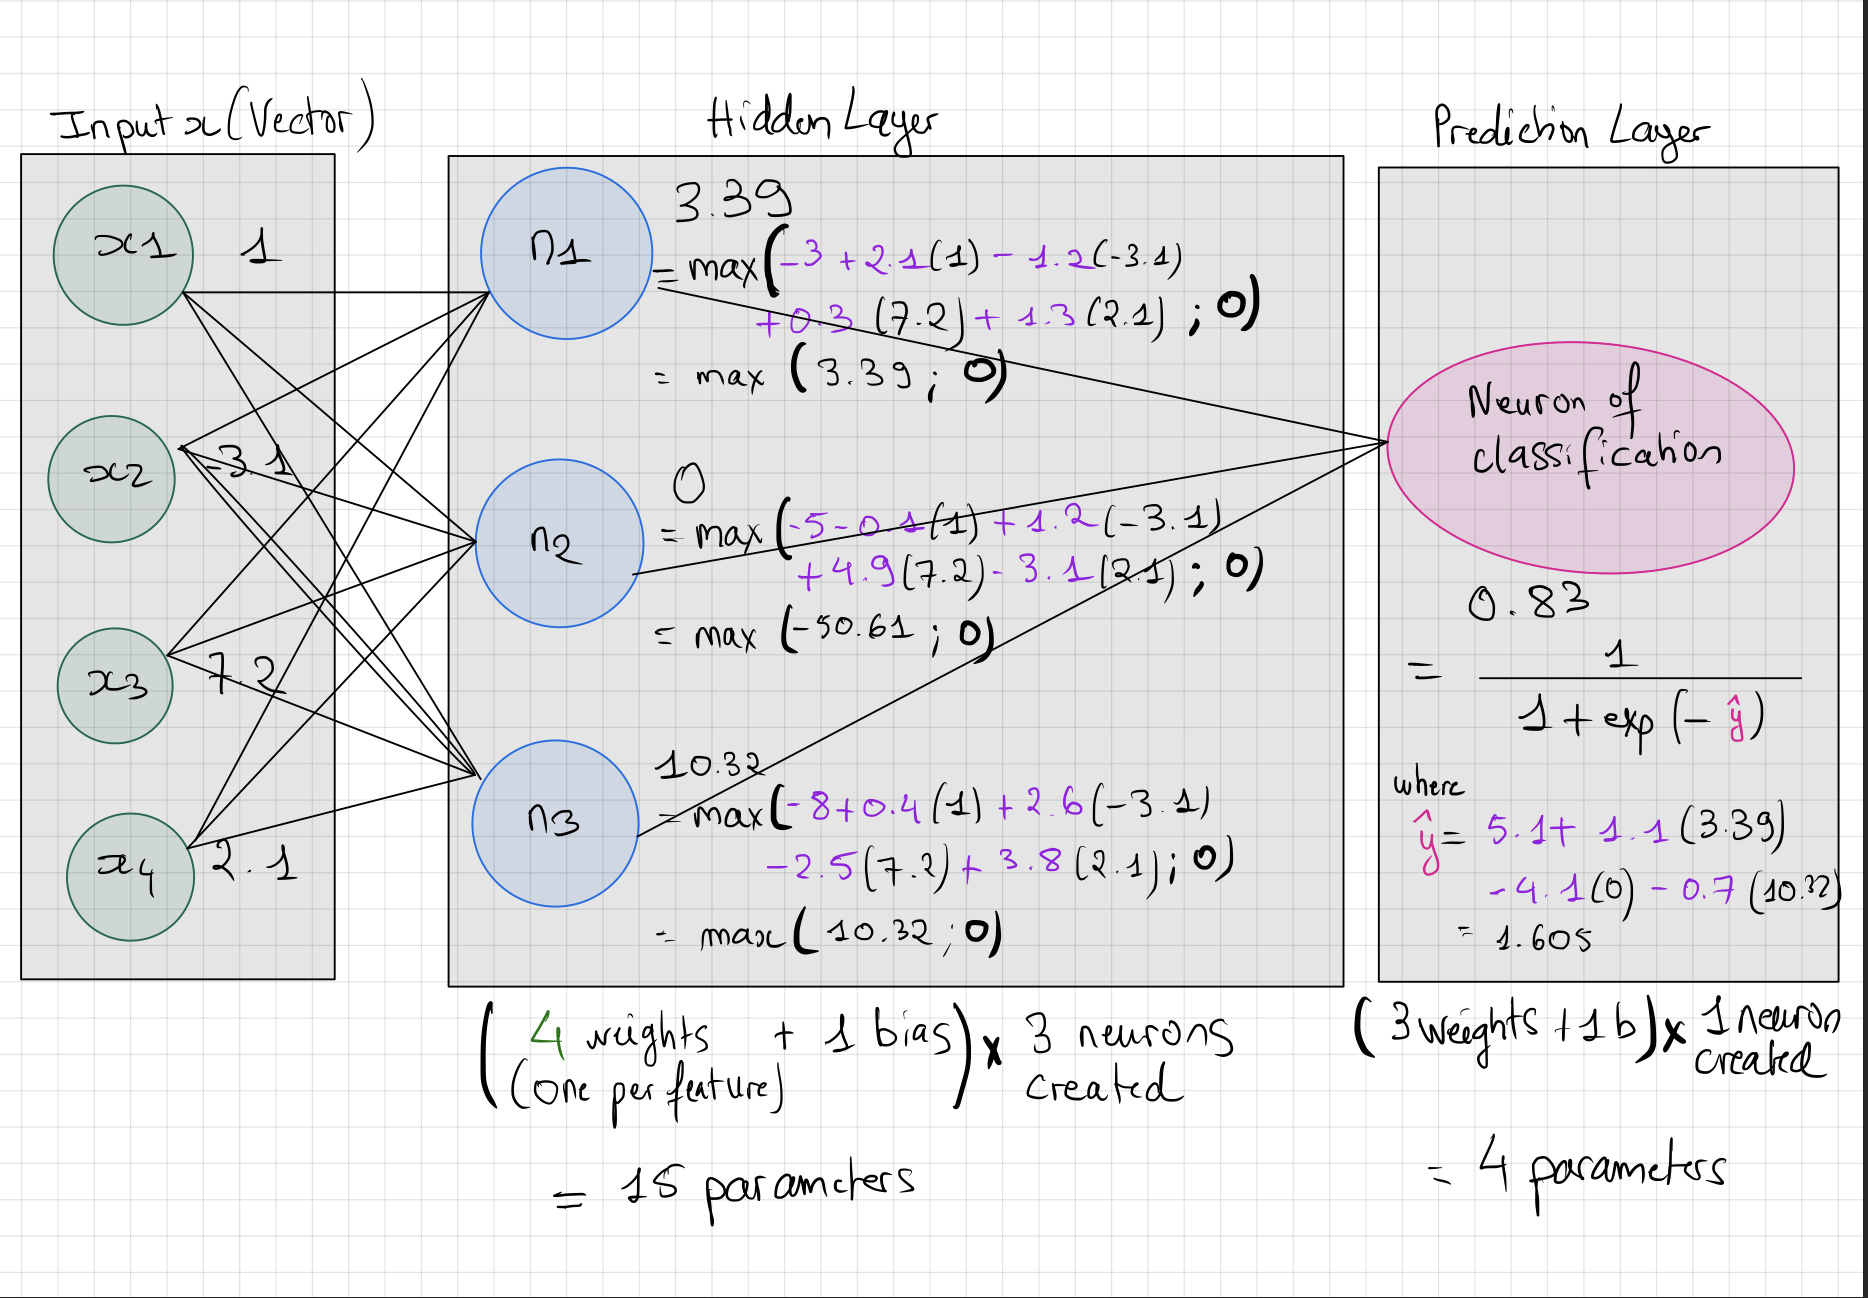 Input x (Vector)
x1 1
x2 -3.1
x3 7.2
x4 2.1
Hidden Layer
n1
3.39
= max(-3 + 2.1(1) - 1.2(-3.1)
+ 0.3 (7.2) + 1.3 (2.1) ; 0)
= max (3.39 ; 0)
n2
0
= max (-5 - 0.1(1) + 1.2(-3.1)
+ 4.9(7.2) - 3.1(2.1) ; 0)
= max (-50.61 ; 0)
n3
10.32
= max(-8 + 0.4(1) + 2.6(-3.1)
-2.5(7.2) + 3.8(2.1) ; 0)
= max (10.32 ; 0)
(4 weights + 1 bias) x 3 neurons
(one per feature) created
= 15 parameters
Prediction Layer
Neuron of
classification
0.83
= 1
1 + exp (- ŷ)
where
ŷ = 5.1 + 1.1 (3.39)
- 4.1(0) - 0.7 (10.32)
= 1.605
(3 weights + 1 b) x 1 neuron
created
= 4 parameters